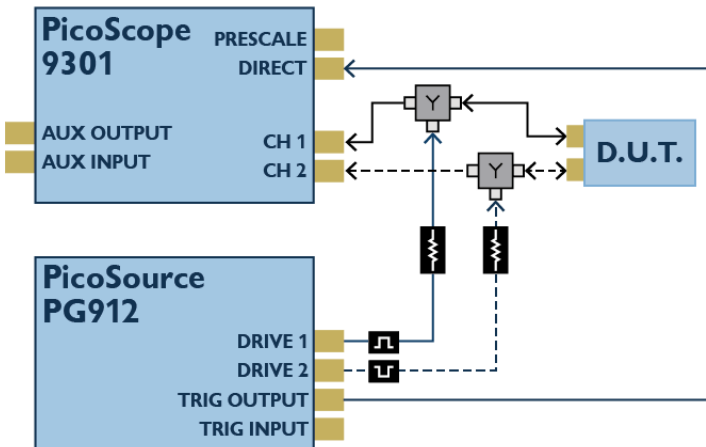 PicoScope
9301
PRESCALE
DIRECT
AUX OUTPUT
AUX INPUT
CH 1
CH 2
Y
Y
D.U.T.
PicoSource
PG912
DRIVE 1
DRIVE 2
TRIG OUTPUT
TRIG INPUT